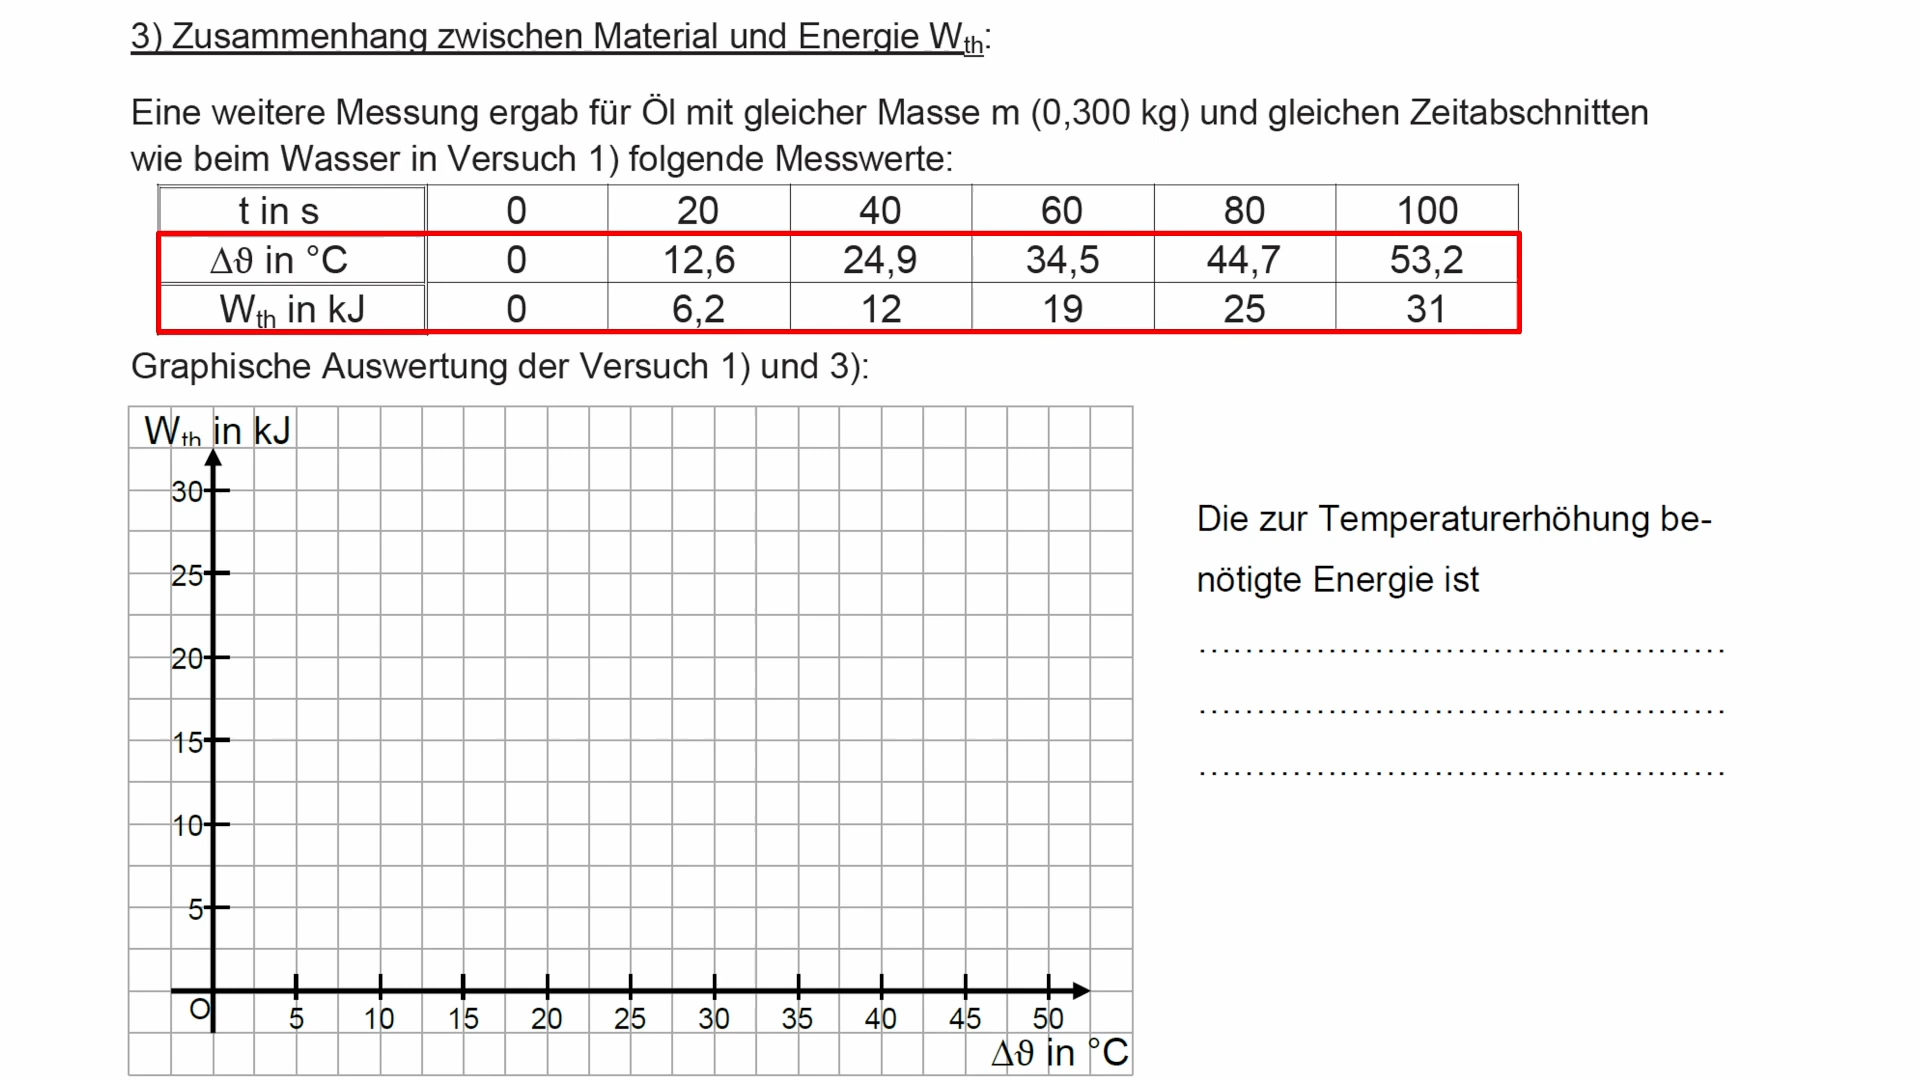 3) Zusammenhang zwischen Material und Energie Wth:
Eine weitere Messung ergab für Öl mit gleicher Masse m (0,300 kg) und gleichen Zeitabschnitten
wie beim Wasser in Versuch 1) folgende Messwerte:
t in s 0 20 40 60 80 100
Δϑ in °C 0 12,6 24,9 34,5 44,7 53,2
Wth in kJ 0 6,2 12 19 25 31
Graphische Auswertung der Versuch 1) und 3):
Wth in kJ
30
25
20
15
10
5
O 5 10 15 20 25 30 35 40 45 50
Δϑ in °C
Die zur Temperaturerhöhung be-
nötigte Energie ist
............................................
............................................
............................................